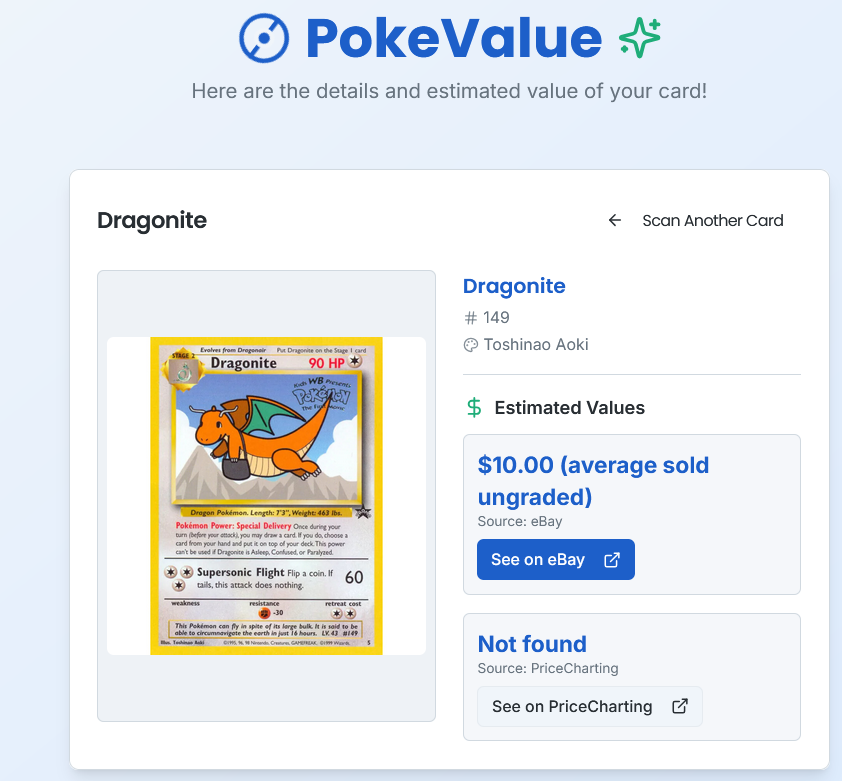 PokeValue
Here are the details and estimated value of your card!
Dragonite
Scan Another Card
Evolves from Dragonair Put Dragonite on the Stage 1 card
STAGE 2
Dragonite 90 HP
Kids WB Presents
POKéMON
The First Movie
Dragon Pokémon. Length: 7'3", Weight: 463 lbs.
Pokémon Power: Special Delivery Once during your
turn (before your attack), you may draw a card. If you do, choose a
card from your hand and put it on top of your deck. This power
can't be used if Dragonite is Asleep, Confused, or Paralyzed.
Supersonic Flight Flip a coin. If
tails, this attack does nothing.
60
weakness resistance retreat cost
-30
This Pokémon can fly in spite of its large bulk. It is said to be
able to circumnavigate the earth in just 16 hours. LV. 43 #149
Illus. Toshinao Aoki ©1995, 96, 98 Nintendo, Creatures, GAMEFREAK. ©1999 Wizards. 5
Dragonite
# 149
Toshinao Aoki
$ Estimated Values
$10.00 (average sold
ungraded)
Source: eBay
See on eBay
Not found
Source: PriceCharting
See on PriceCharting